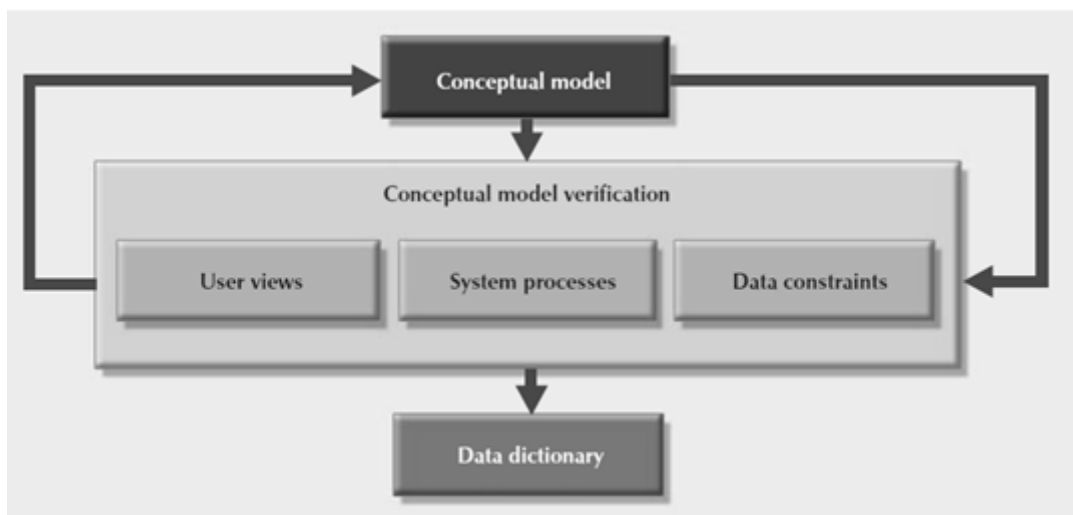 Conceptual model
Conceptual model verification
User views
System processes
Data constraints
Data dictionary